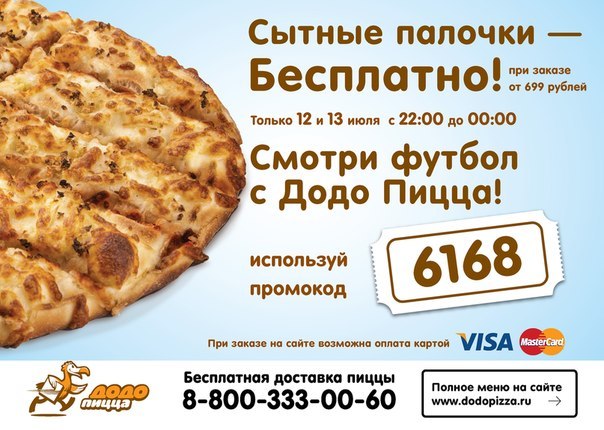 Сытные палочки —
Бесплатно! при заказе
от 699 рублей
Только 12 и 13 июля с 22:00 до 00:00
Смотри футбол
с Додо Пицца!
используй
промокод
6168
При заказе на сайте возможна оплата картой VISA MasterCard
додо
пицца
Бесплатная доставка пиццы
8-800-333-00-60
Полное меню на сайте
www.dodopizza.ru →